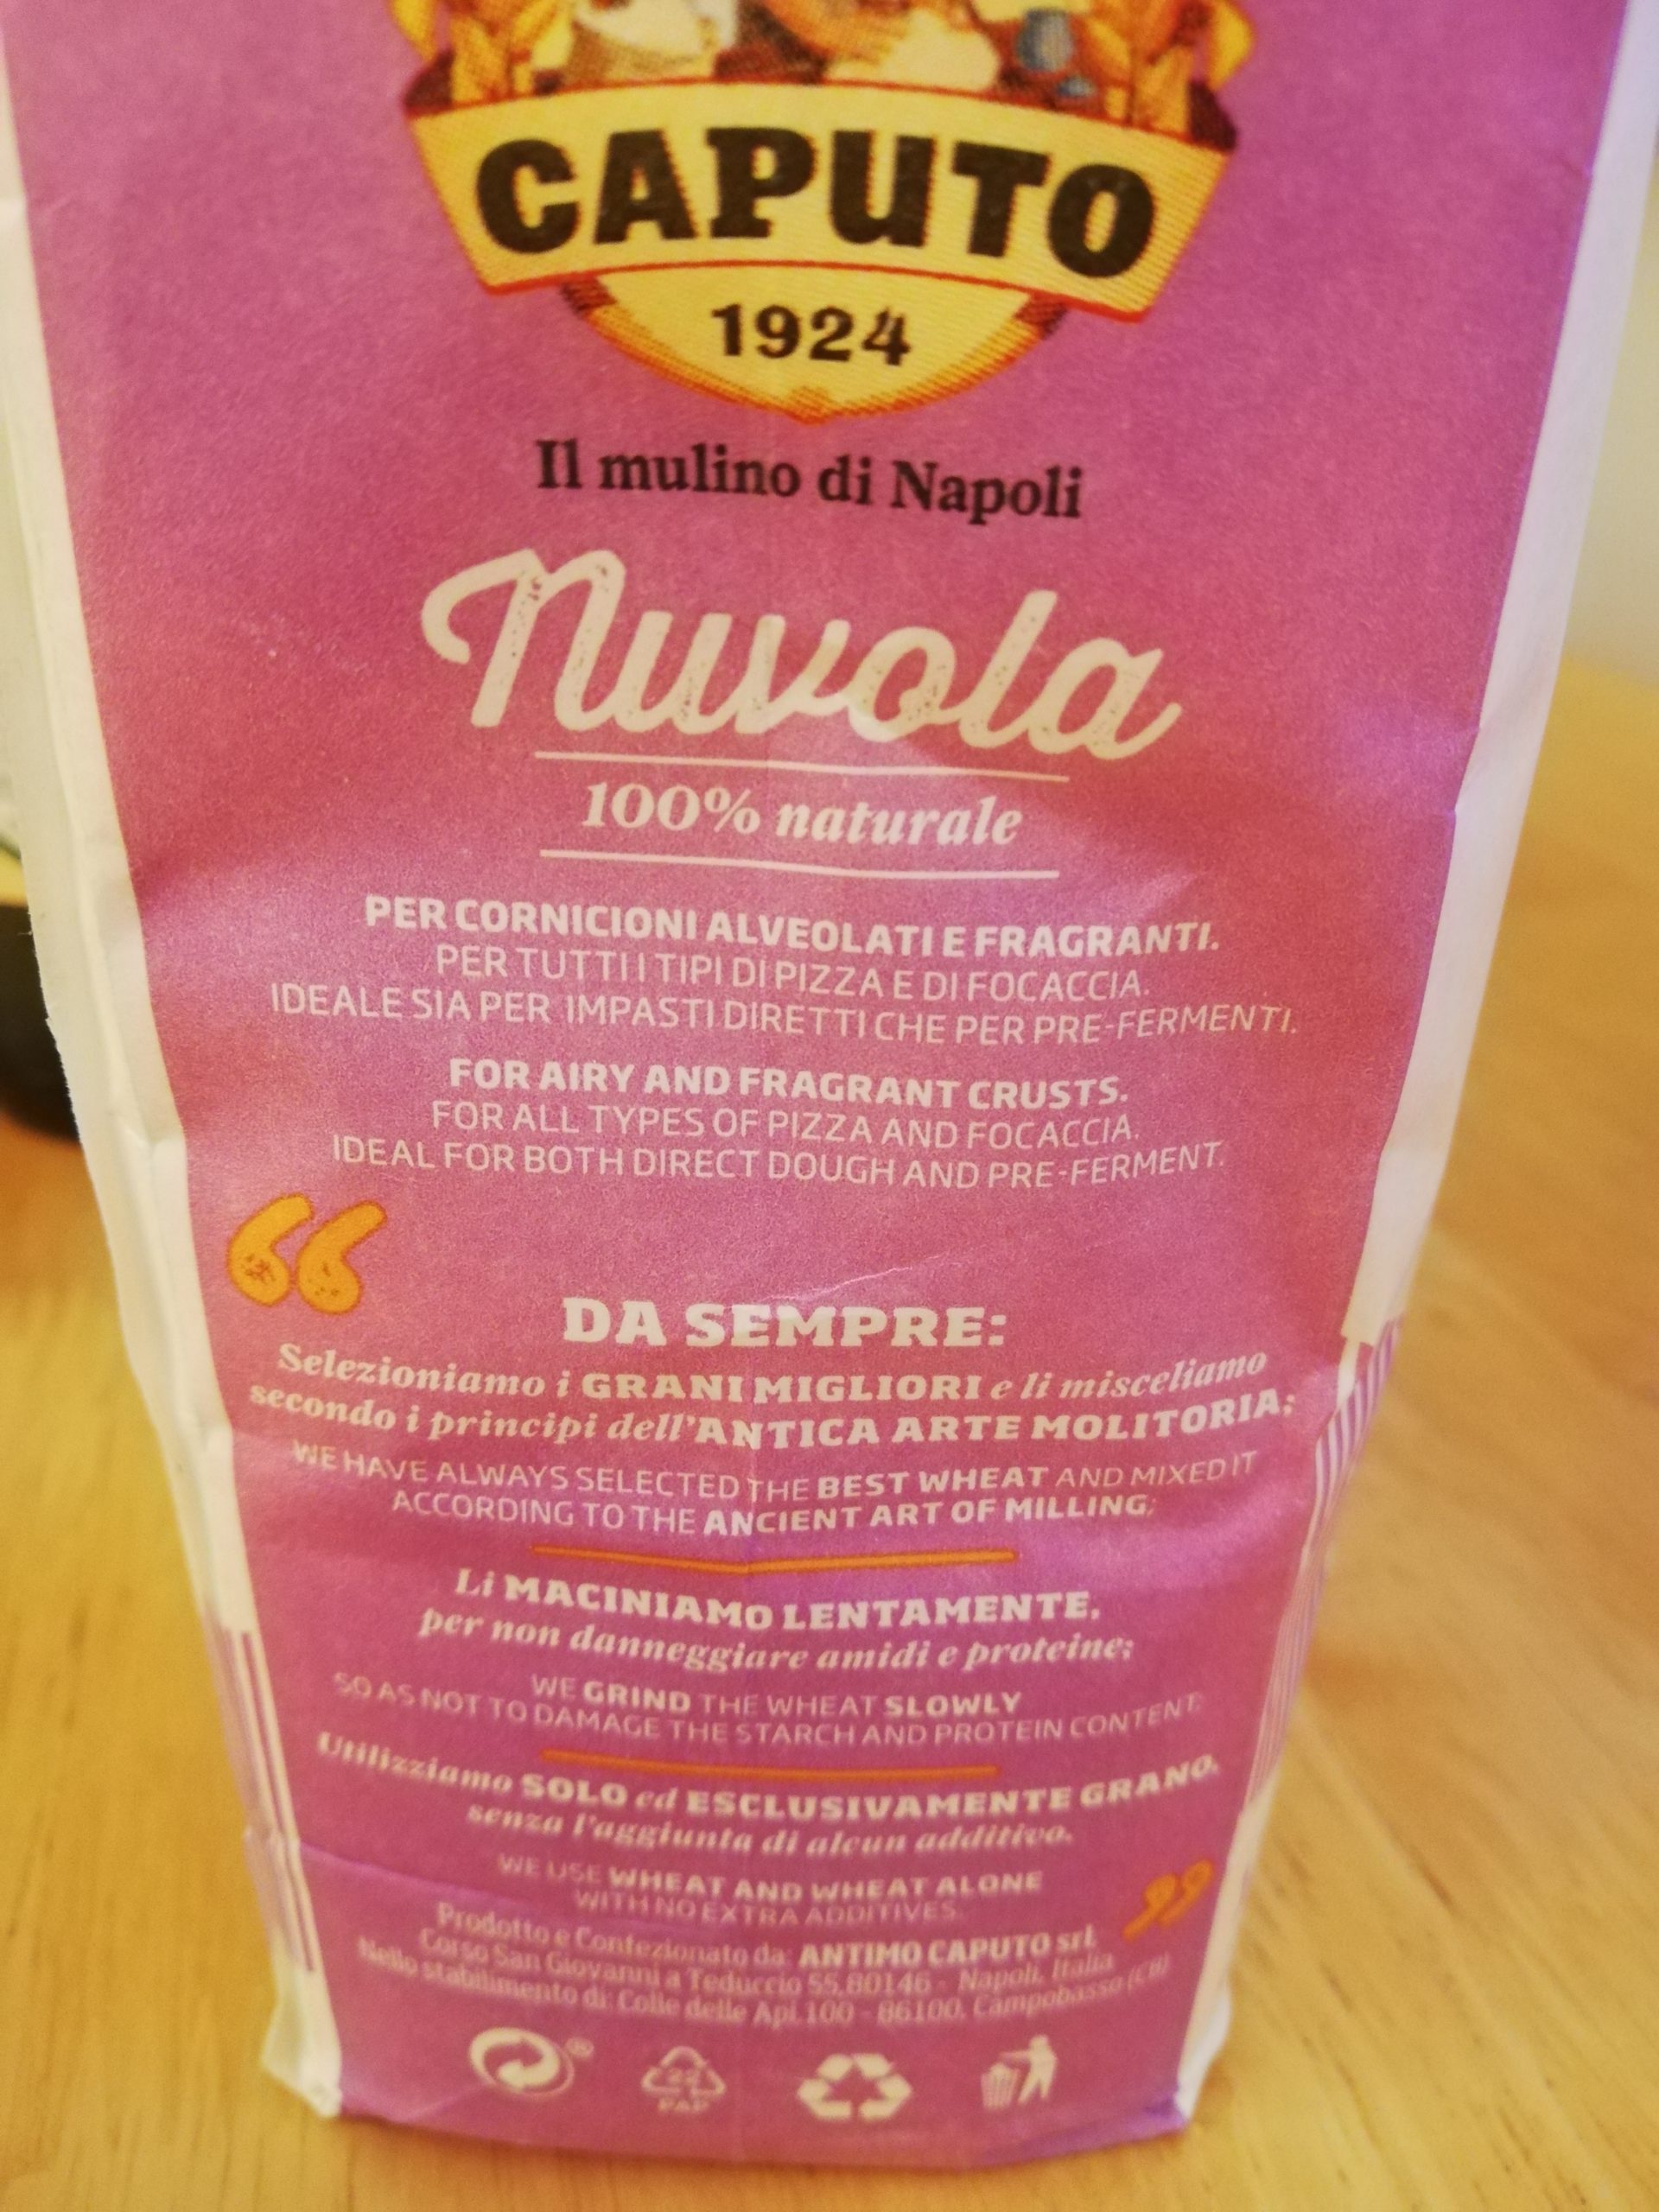 CAPUTO
1924
Il mulino di Napoli
Nuvola
100% naturale
PER CORNICIONI ALVEOLATI E FRAGRANTI.
PER TUTTI I TIPI DI PIZZA E DI FOCACCIA.
IDEALE SIA PER IMPASTI DIRETTI CHE PER PRE-FERMENTI.
FOR AIRY AND FRAGRANT CRUSTS.
FOR ALL TYPES OF PIZZA AND FOCACCIA.
IDEAL FOR BOTH DIRECT DOUGH AND PRE-FERMENT.
“
DA SEMPRE:
Selezioniamo i GRANI MIGLIORI e li misceliamo
secondo i principi dell'ANTICA ARTE MOLITORIA;
WE HAVE ALWAYS SELECTED THE BEST WHEAT AND MIXED IT
ACCORDING TO THE ANCIENT ART OF MILLING;
Li MACINIAMO LENTAMENTE,
per non danneggiare amidi e proteine;
WE GRIND THE WHEAT SLOWLY
SO AS NOT TO DAMAGE THE STARCH AND PROTEIN CONTENT;
Utilizziamo SOLO ed ESCLUSIVAMENTE GRANO,
senza l'aggiunta di alcun additivo.
WE USE WHEAT AND WHEAT ALONE
WITH NO EXTRA ADDITIVES.
”
Prodotto e Confezionato da: ANTIMO CAPUTO srl
Corso San Giovanni a Teduccio 55, 80146 - Napoli, Italia
Nello stabilimento di: Colle delle Api, 100 - 86100, Campobasso (CB)
®
22
PAP